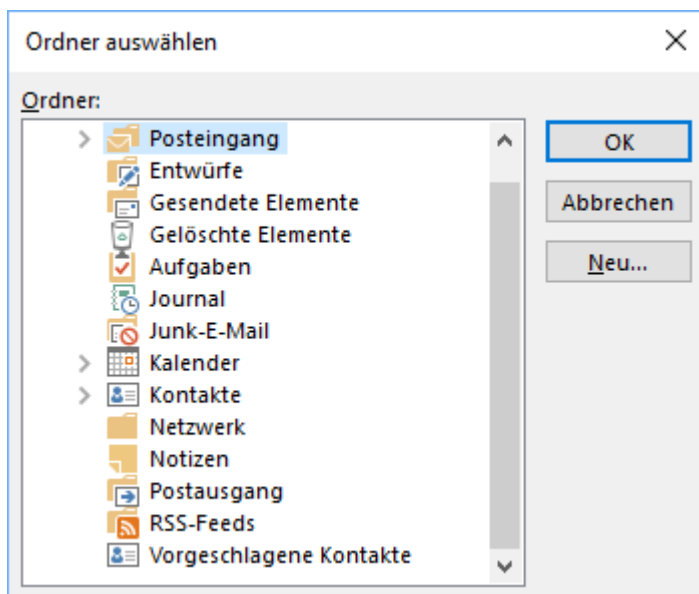 Ordner auswählen
Ordner:
Posteingang
Entwürfe
Gesendete Elemente
Gelöschte Elemente
Aufgaben
Journal
Junk-E-Mail
Kalender
Kontakte
Netzwerk
Notizen
Postausgang
RSS-Feeds
Vorgeschlagene Kontakte
OK
Abbrechen
Neu...